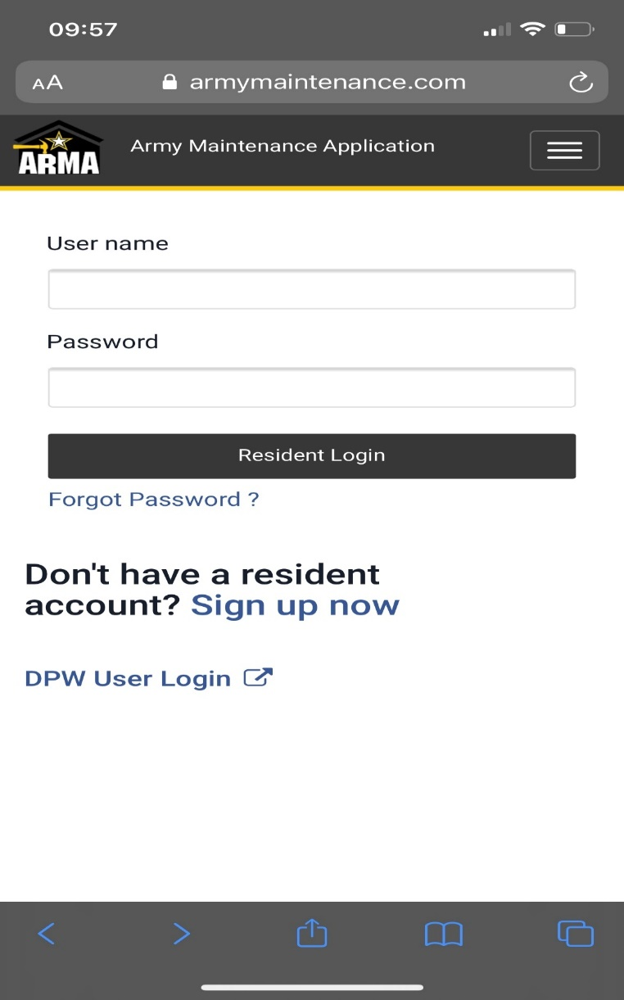 09:57
AA armymaintenance.com
ARMA Army Maintenance Application
User name
Password
Resident Login
Forgot Password ?
Don't have a resident
account? Sign up now
DPW User Login